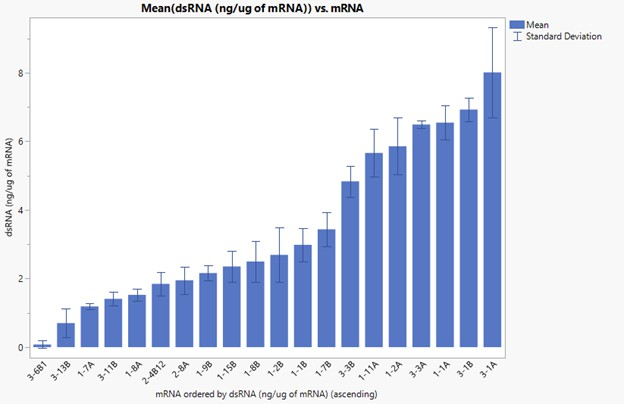 Mean(dsRNA (ng/ug of mRNA)) vs. mRNA
Mean
Standard Deviation
dsRNA (ng/ug of mRNA)
8
6
4
2
0
3-6B1
3-13B
1-7A
3-11B
1-8A
2-4B12
2-8A
1-9B
1-15B
1-8B
1-2B
1-1B
1-7B
3-3B
1-11A
1-2A
3-3A
1-1A
3-1B
3-1A
mRNA ordered by dsRNA (ng/ug of mRNA) (ascending)